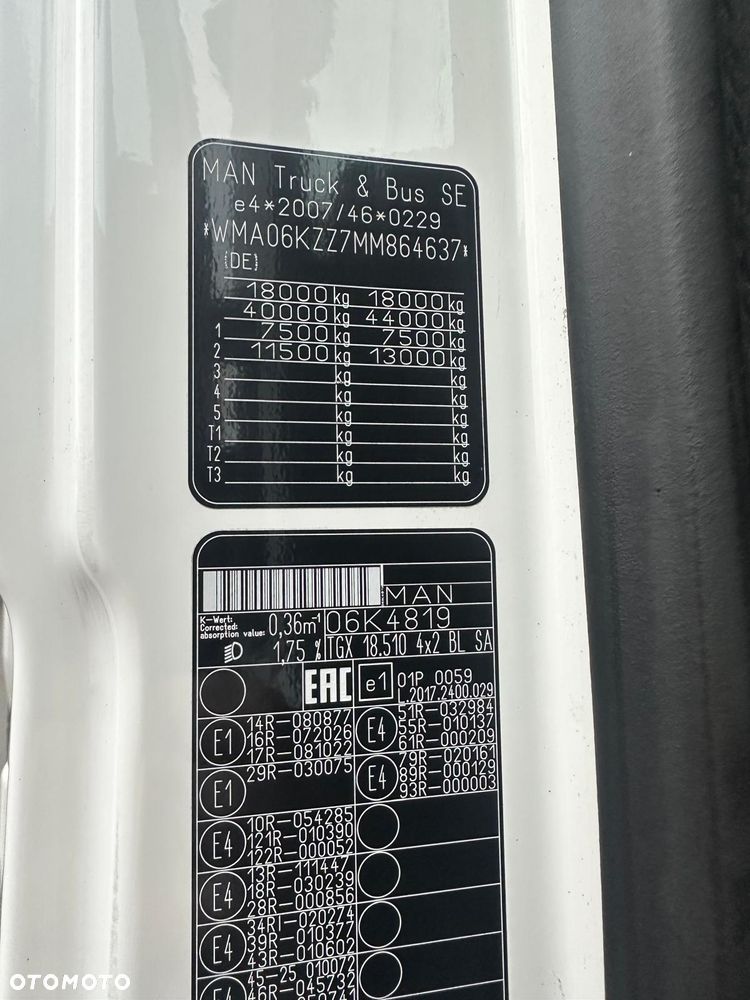 MAN Truck & Bus SE
e4*2007/46*0229
*WMA06KZZ7MM864637*
{DE}
18000 kg 18000 kg
40000 kg 44000 kg
1 7500 kg 7500 kg
2 11500 kg 13000 kg
3 kg kg
4 kg kg
5 kg kg
T1 kg kg
T2 kg kg
T3 kg kg
MAN
K-Wert:
Corrected
absorption value: 0,36m⁻¹ 06K4819
1,75 % TGX 18.510 4x2 BL SA
EAC e1 01P 0059
L.2017.2400.029
E1 14R-080877
16R-072026
17R-081022
E4 51R-032984
55R-010137
61R-000209
E1 29R-030075
E4 79R-020161
89R-000129
93R-000003
E4 10R-054285
121R-010390
122R-000052
E4 13R-111447
18R-030239
28R-000856
E4 34RI-020274
39R-010377
43R-010602
E4 45-25 010072
46R-045732
OTOMOTO